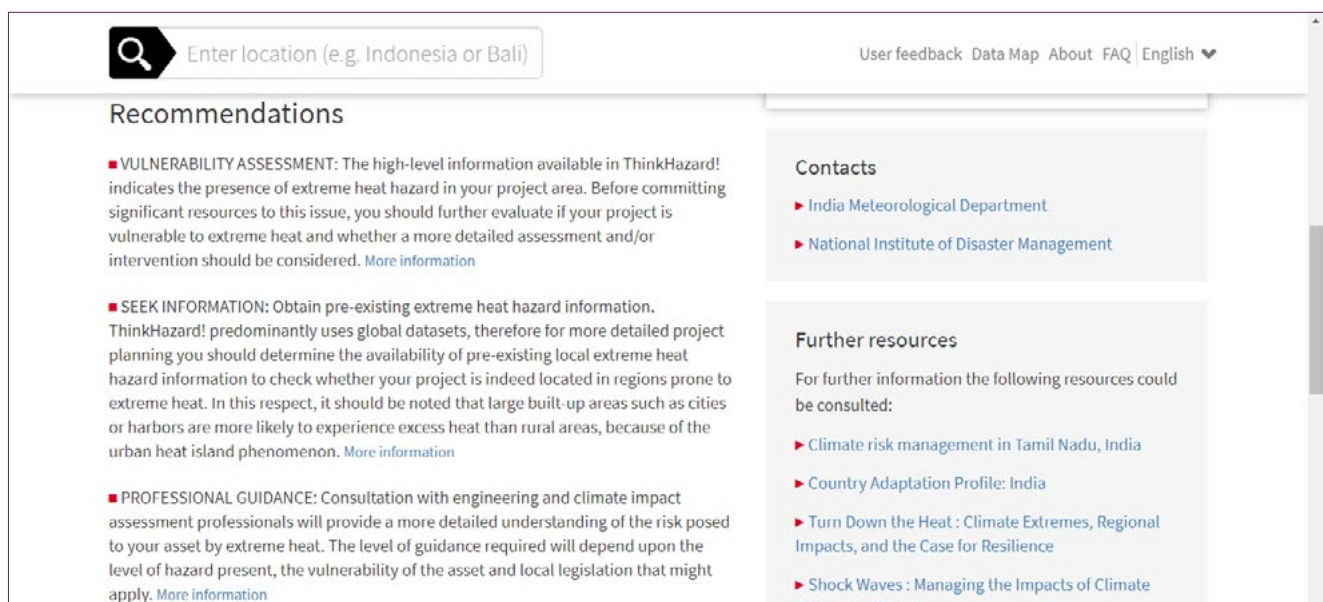 Enter location (e.g. Indonesia or Bali)
User feedback Data Map About FAQ English
Recommendations
VULNERABILITY ASSESSMENT: The high-level information available in ThinkHazard!
indicates the presence of extreme heat hazard in your project area. Before committing
significant resources to this issue, you should further evaluate if your project is
vulnerable to extreme heat and whether a more detailed assessment and/or
intervention should be considered. More information
SEEK INFORMATION: Obtain pre-existing extreme heat hazard information.
ThinkHazard! predominantly uses global datasets, therefore for more detailed project
planning you should determine the availability of pre-existing local extreme heat
hazard information to check whether your project is indeed located in regions prone to
extreme heat. In this respect, it should be noted that large built-up areas such as cities
or harbors are more likely to experience excess heat than rural areas, because of the
urban heat island phenomenon. More information
PROFESSIONAL GUIDANCE: Consultation with engineering and climate impact
assessment professionals will provide a more detailed understanding of the risk posed
to your asset by extreme heat. The level of guidance required will depend upon the
level of hazard present, the vulnerability of the asset and local legislation that might
apply. More information
Contacts
India Meteorological Department
National Institute of Disaster Management
Further resources
For further information the following resources could
be consulted:
Climate risk management in Tamil Nadu, India
Country Adaptation Profile: India
Turn Down the Heat : Climate Extremes, Regional
Impacts, and the Case for Resilience
Shock Waves : Managing the Impacts of Climate